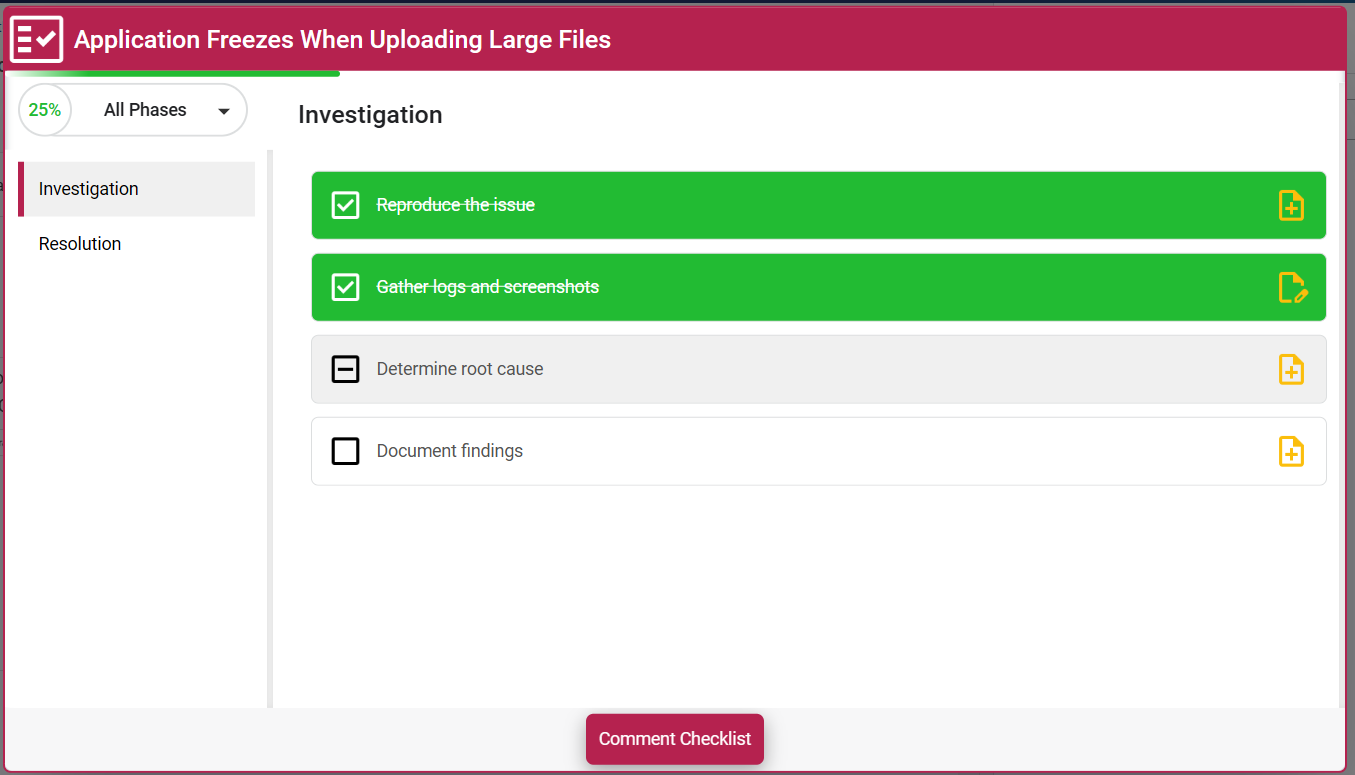 Application Freezes When Uploading Large Files
25%
All Phases
Investigation
Resolution
Investigation
Reproduce the issue
Gather logs and screenshots
Determine root cause
Document findings
Comment Checklist